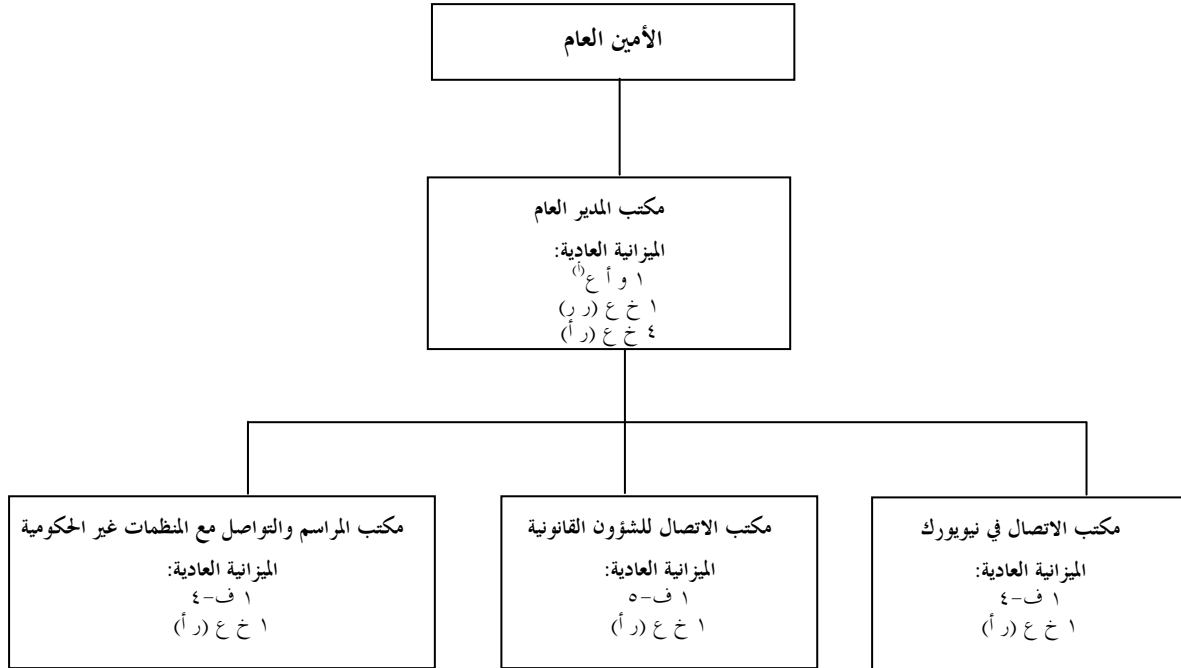 الأمين العام
مكتب المدير العام
الميزانية العادية:
١ و أ ع(أ)
١ خ ع (ر ر)
٤ خ ع (ر أ)
مكتب الاتصال في نيويورك
الميزانية العادية:
١ ف-٤
١ خ ع (ر أ)
مكتب الاتصال للشؤون القانونية
الميزانية العادية:
١ ف-٥
١ خ ع (ر أ)
مكتب المراسم والتواصل مع المنظمات غير الحكومية
الميزانية العادية:
١ ف-٤
١ خ ع (ر أ)